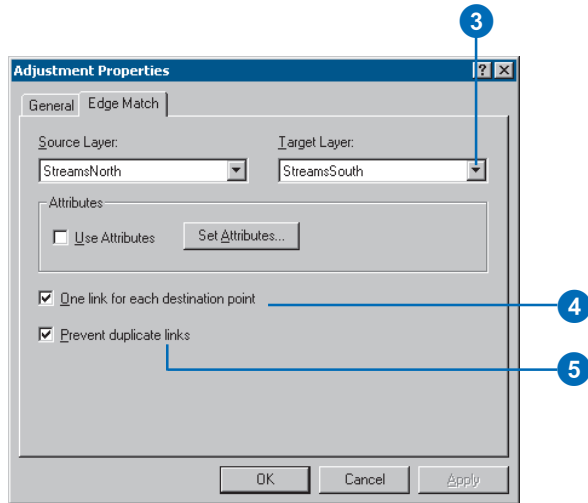 3
Adjustment Properties
General Edge Match
Source Layer: Target Layer:
StreamsNorth StreamsSouth
Attributes
Use Attributes Set Attributes...
One link for each destination point
4
Prevent duplicate links
5
OK Cancel Apply